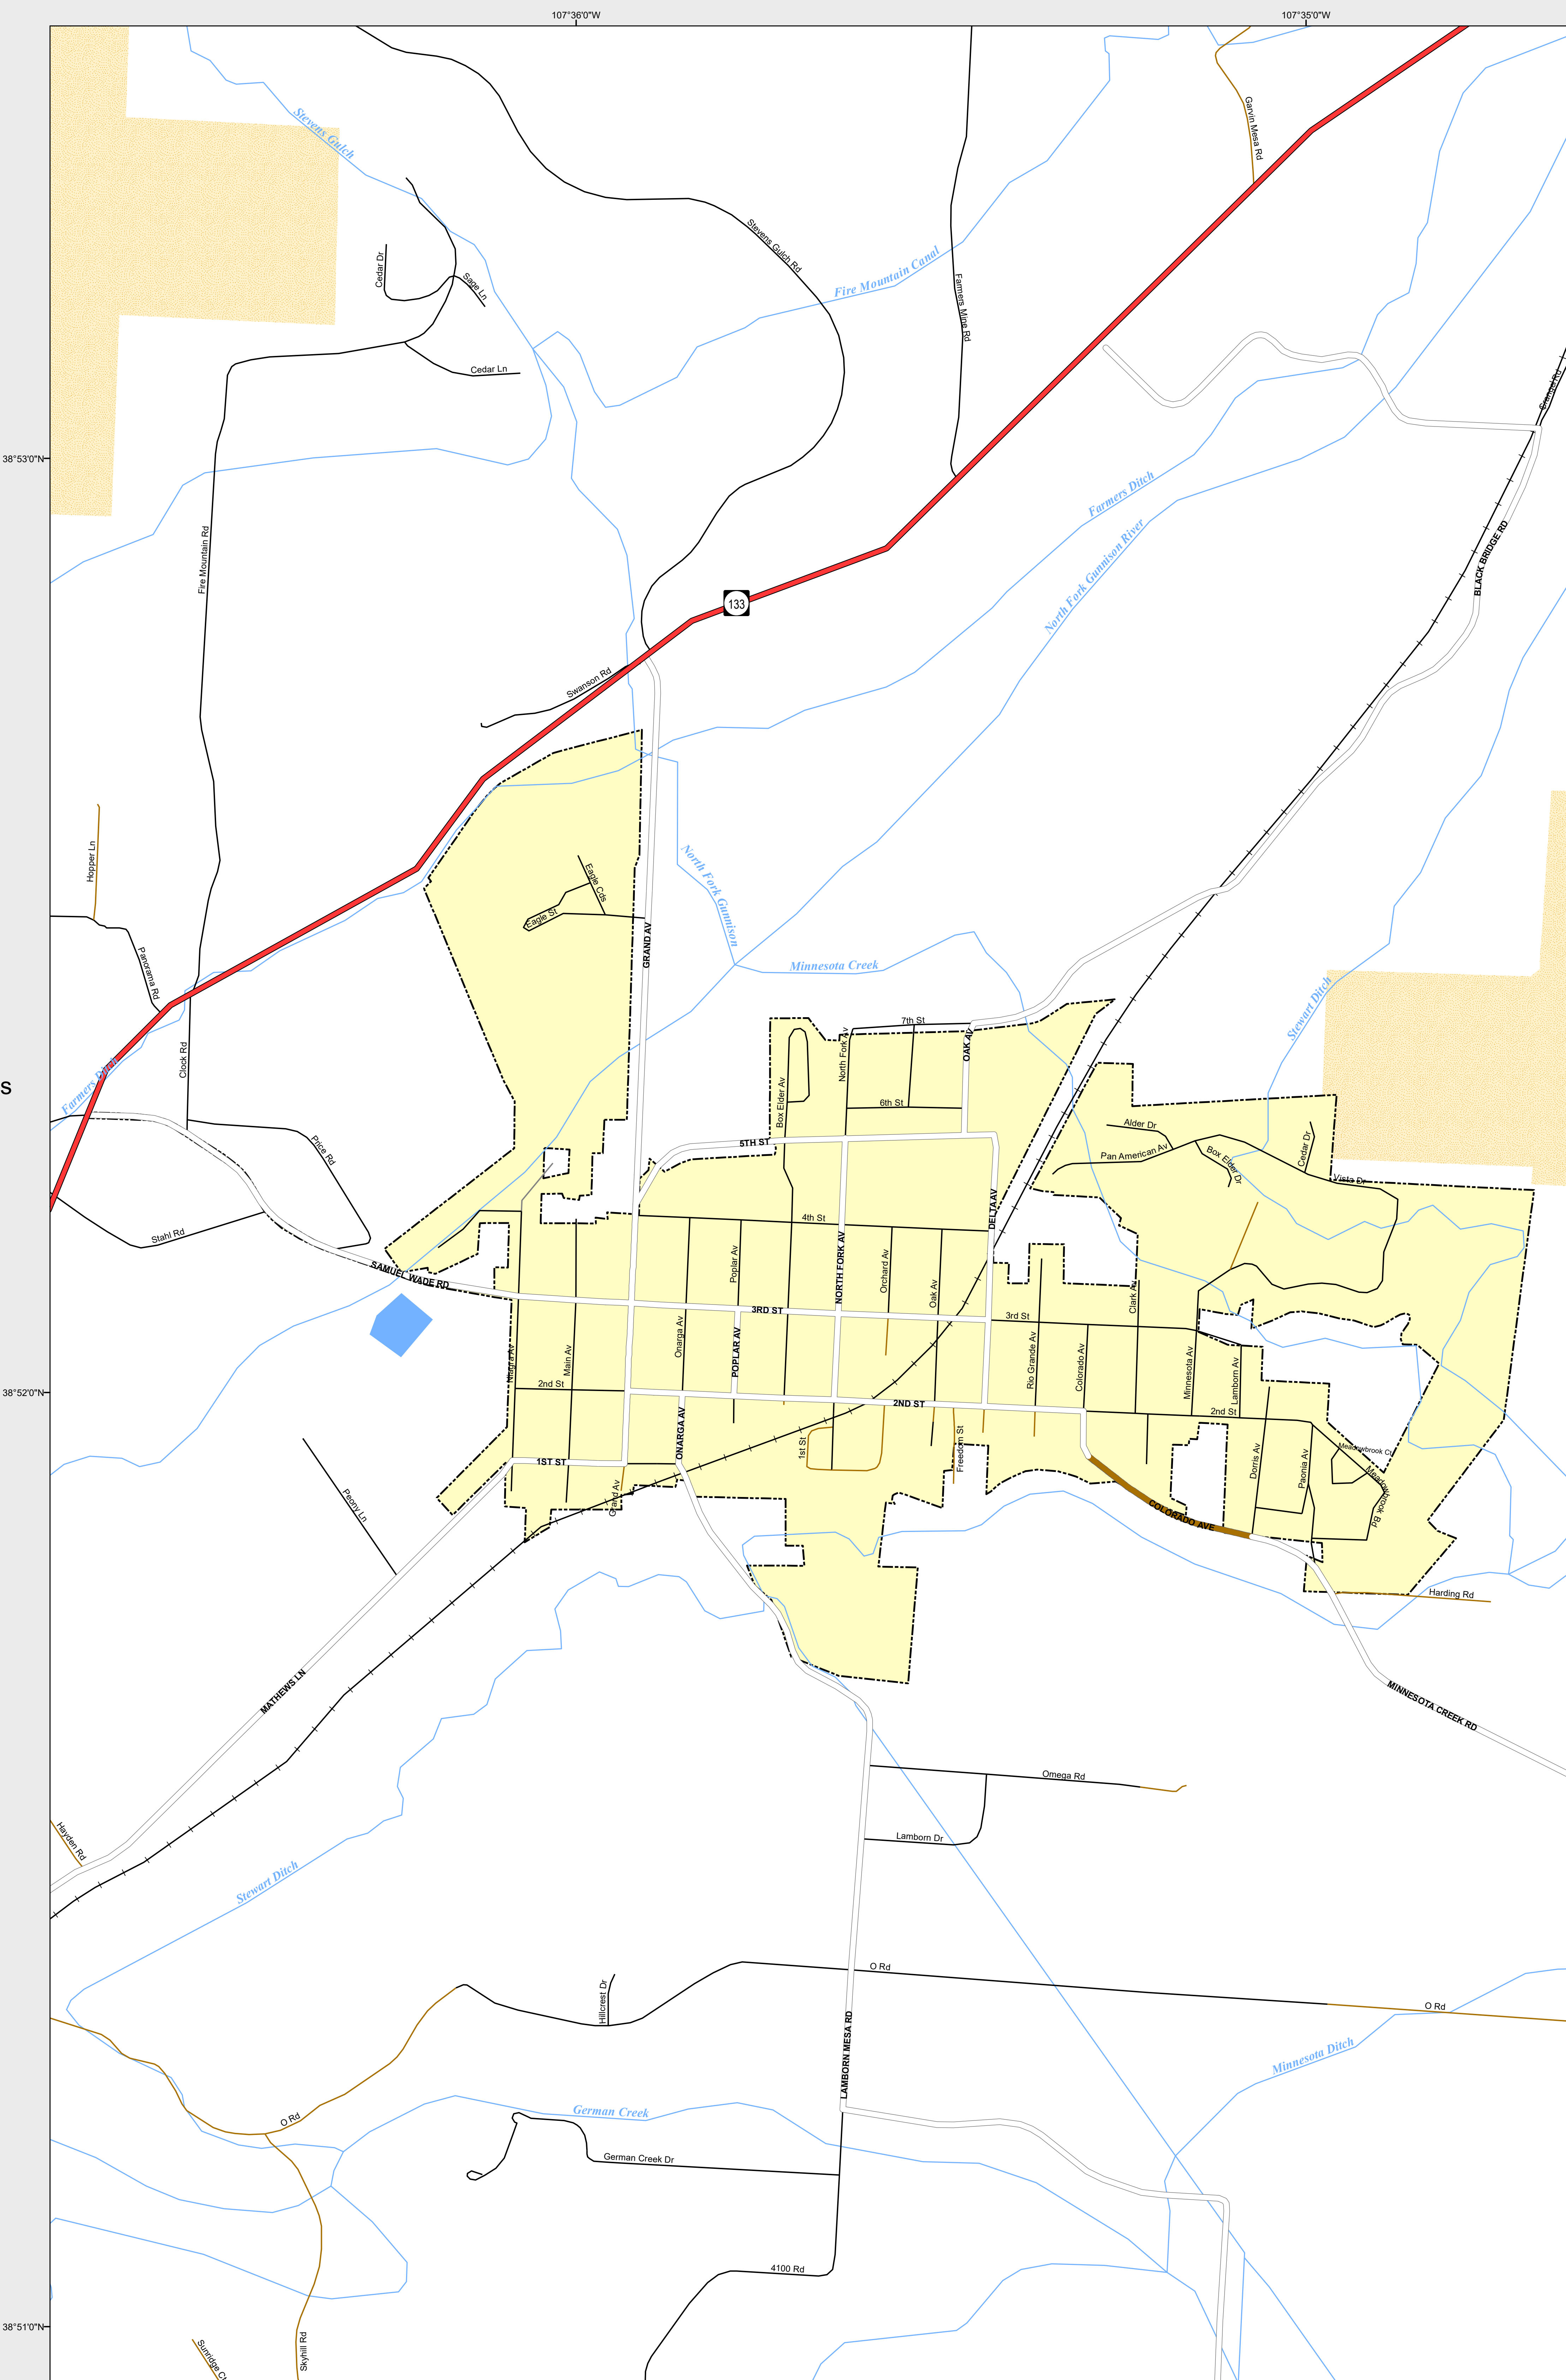 107°36'0"W
107°35'0"W
Stevens Gulch
Garvin Mesa Rd
Cedar Dr
Sage Ln
Stevens Gulch Rd
Fire Mountain Canal
Farmers Mine Rd
Cedar Ln
Crandel Rd
38°53'0"N
Farmers Ditch
Fire Mountain Rd
North Fork Gunnison River
BLACK BRIDGE RD
133
Swanson Rd
Hopper Ln
Eagle Cds
Eagle St
North Fork Gunnison
GRAND AV
Panorama Rd
Minnesota Creek
Stewart Ditch
7th St
North Fork Av
OAK AV
Clock Rd
s
Farmers Ditch
Box Elder Av
6th St
Alder Dr
Price Rd
5TH ST
Pan American Av
Box Elder Dr
Cedar Dr
Vista Dr
Stahl Rd
4th St
DELTA AV
SAMUEL WADE RD
Poplar Av
NORTH FORK AV
Orchard Av
Oak Av
Clark Av
3RD ST
3rd St
Niagra Av
Main Av
Onarga Av
POPLAR AV
Rio Grande Av
Colorado Av
Minnesota Av
Lamborn Av
38°52'0"N
2nd St
2ND ST
2nd St
ONARGA AV
1st St
Freedom St
Meadowbrook Ct
1ST ST
Dorris Av
Paonia Av
Meadowbrook Bd
Peony Ln
Grand Av
COLORADO AVE
Harding Rd
MATHEWS LN
MINNESOTA CREEK RD
Omega Rd
Hayden Rd
Lamborn Dr
Stewart Ditch
O Rd
Hillcrest Dr
O Rd
LAMBORN MESA RD
Minnesota Ditch
German Creek
O Rd
German Creek Dr
4100 Rd
38°51'0"N
Sunridge Ct
Skyhill Rd